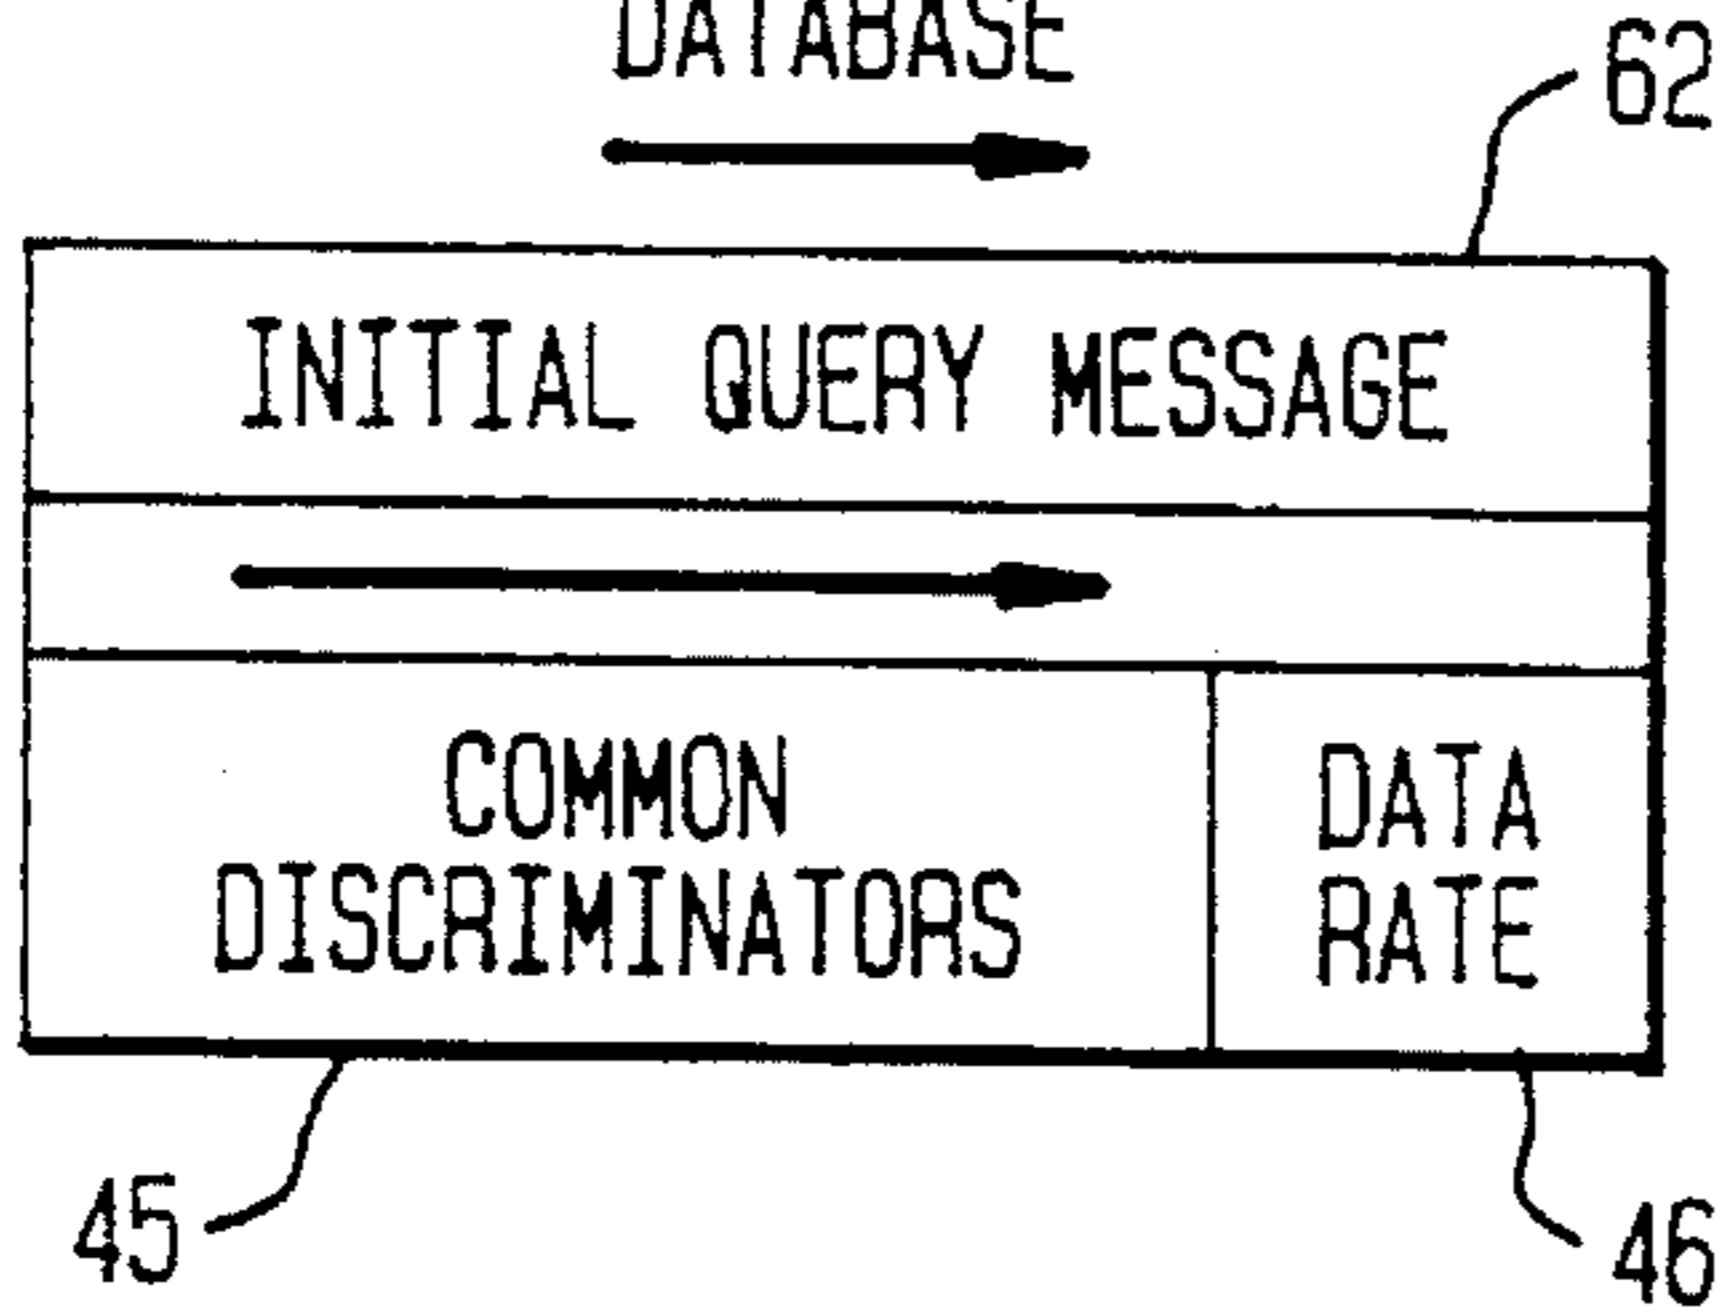 DATABASE
62
INITIAL QUERY MESSAGE
COMMON
DISCRIMINATORS
DATA
RATE
45
46